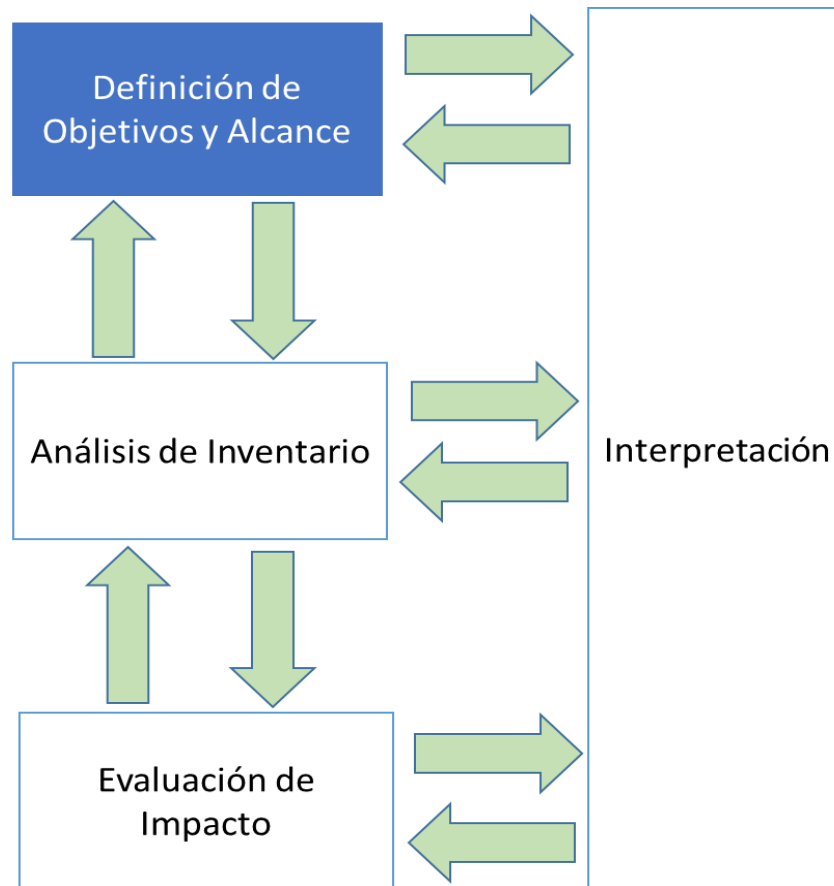 Definición de
Objetivos y Alcance
Análisis de Inventario
Interpretación
Evaluación de
Impacto